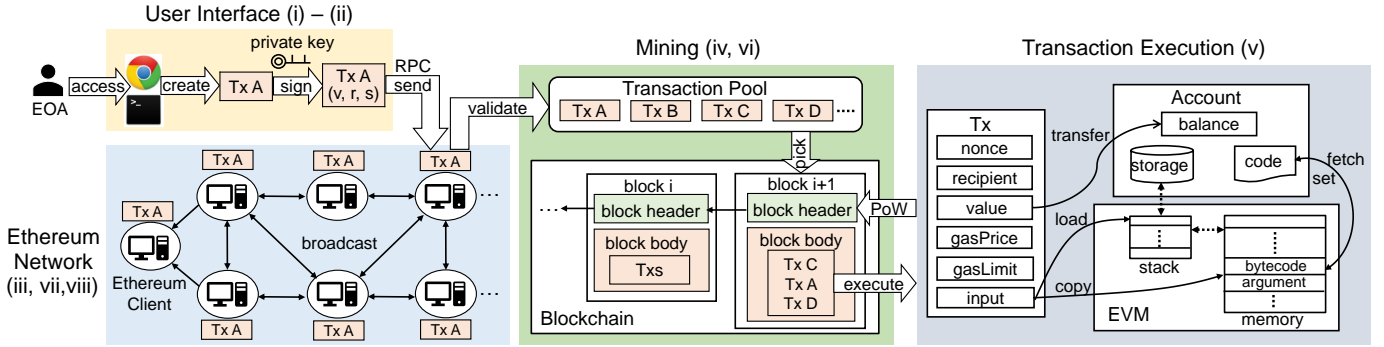 User Interface (i) – (ii)
private key
EOA
access
>_
create
Tx A
sign
Tx A
(v, r, s)
RPC
send
Ethereum
Network
(iii, vii,viii)
Tx A
Tx A
Tx A
Tx A
...
broadcast
Ethereum
Client
...
Tx A
Tx A
Tx A
validate
Mining (iv, vi)
Transaction Pool
Tx A
Tx B
Tx C
Tx D
....
pick
block i
block i+1
...
block header
block header
PoW
block body
Txs
block body
Tx C
Tx A
Tx D
execute
Blockchain
Transaction Execution (v)
Tx
nonce
recipient
value
gasPrice
gasLimit
input
transfer
load
copy
Account
balance
storage
code
fetch
set
stack
bytecode
argument
memory
EVM